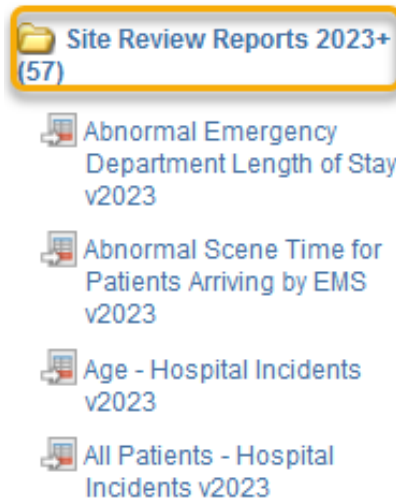 Site Review Reports 2023+
(57)
Abnormal Emergency
Department Length of Stay
v2023
Abnormal Scene Time for
Patients Arriving by EMS
v2023
Age - Hospital Incidents
v2023
All Patients - Hospital
Incidents v2023